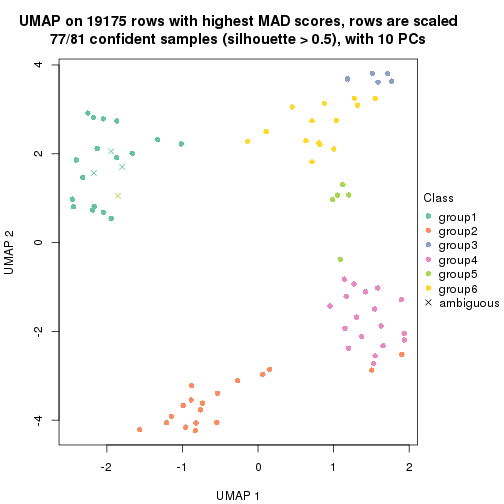 UMAP on 19175 rows with highest MAD scores, rows are scaled
77/81 confident samples (silhouette > 0.5), with 10 PCs
4
2
0
-2
-4
UMAP 2
-2
-1
0
1
2
UMAP 1
Class
group1
group2
group3
group4
group5
group6
ambiguous